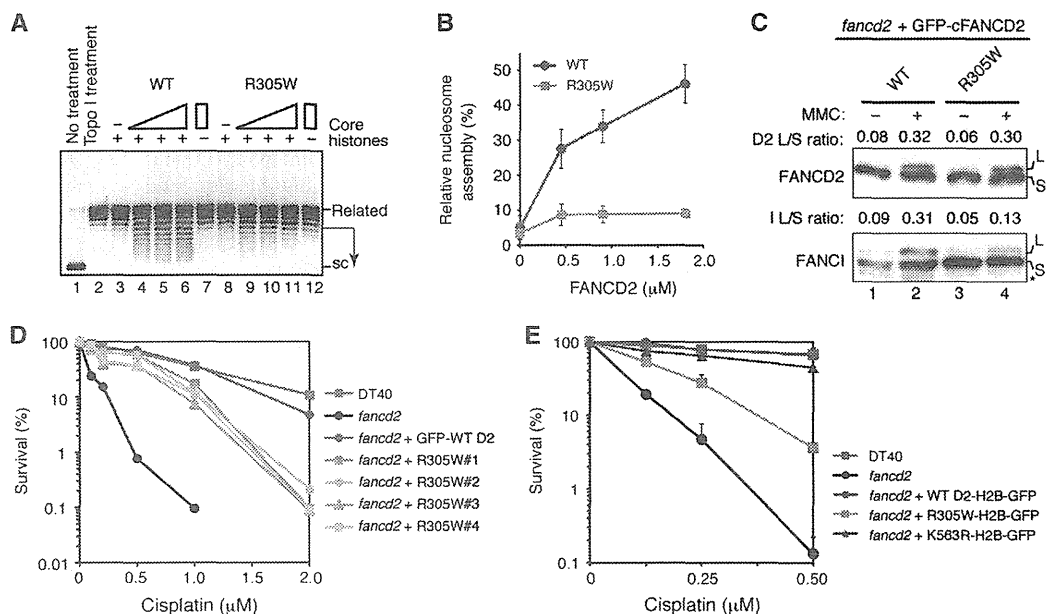 A
No treatment
Topo I treatment
WT
R305W
Core
histones
– + + + + – – + + + + –
Related
sc
1 2 3 4 5 6 7 8 9 10 11 12
B
Relative nucleosome
assembly (%)
50
40
30
20
10
0
WT
R305W
0.0 0.5 1.0 1.5 2.0
FANCD2 (µM)
C
fancd2 + GFP-cFANCD2
WT
R305W
MMC: – + – +
D2 L/S ratio: 0.08 0.32 0.06 0.30
FANCD2
L
S
I L/S ratio: 0.09 0.31 0.05 0.13
FANCI
L
S
*
1 2 3 4
D
Survival (%)
100
10
1
0.1
0.01
0 0.5 1.0 2.0
Cisplatin (µM)
DT40
fancd2
fancd2 + GFP-WT D2
fancd2 + R305W#1
fancd2 + R305W#2
fancd2 + R305W#3
fancd2 + R305W#4
E
Survival (%)
100
10
1
0.1
0 0.25 0.50
Cisplatin (µM)
DT40
fancd2
fancd2 + WT D2-H2B-GFP
fancd2 + R305W-H2B-GFP
fancd2 + K563R-H2B-GFP